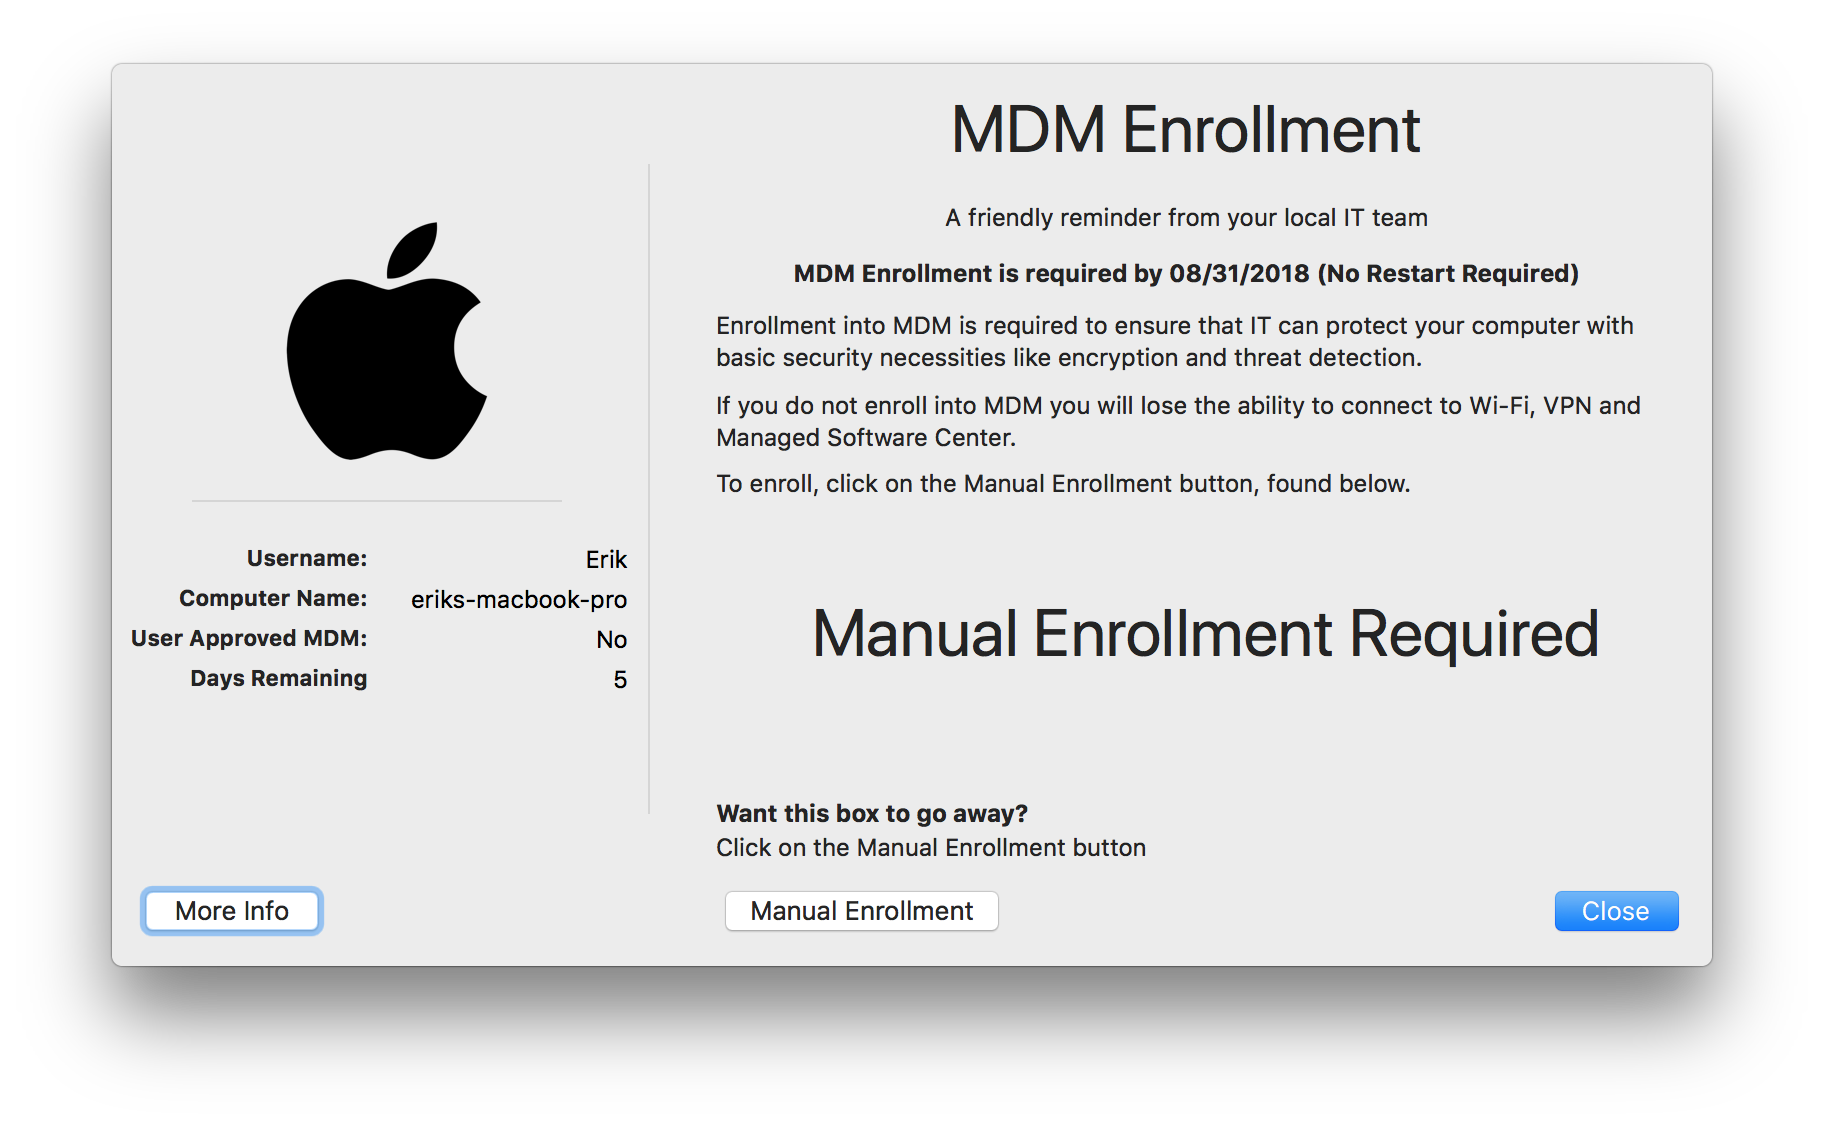 MDM Enrollment
A friendly reminder from your local IT team
MDM Enrollment is required by 08/31/2018 (No Restart Required)
Enrollment into MDM is required to ensure that IT can protect your computer with
basic security necessities like encryption and threat detection.
If you do not enroll into MDM you will lose the ability to connect to Wi-Fi, VPN and
Managed Software Center.
To enroll, click on the Manual Enrollment button, found below.
Username: Erik
Computer Name: eriks-macbook-pro
User Approved MDM: No
Days Remaining 5
Manual Enrollment Required
Want this box to go away?
Click on the Manual Enrollment button
More Info
Manual Enrollment
Close